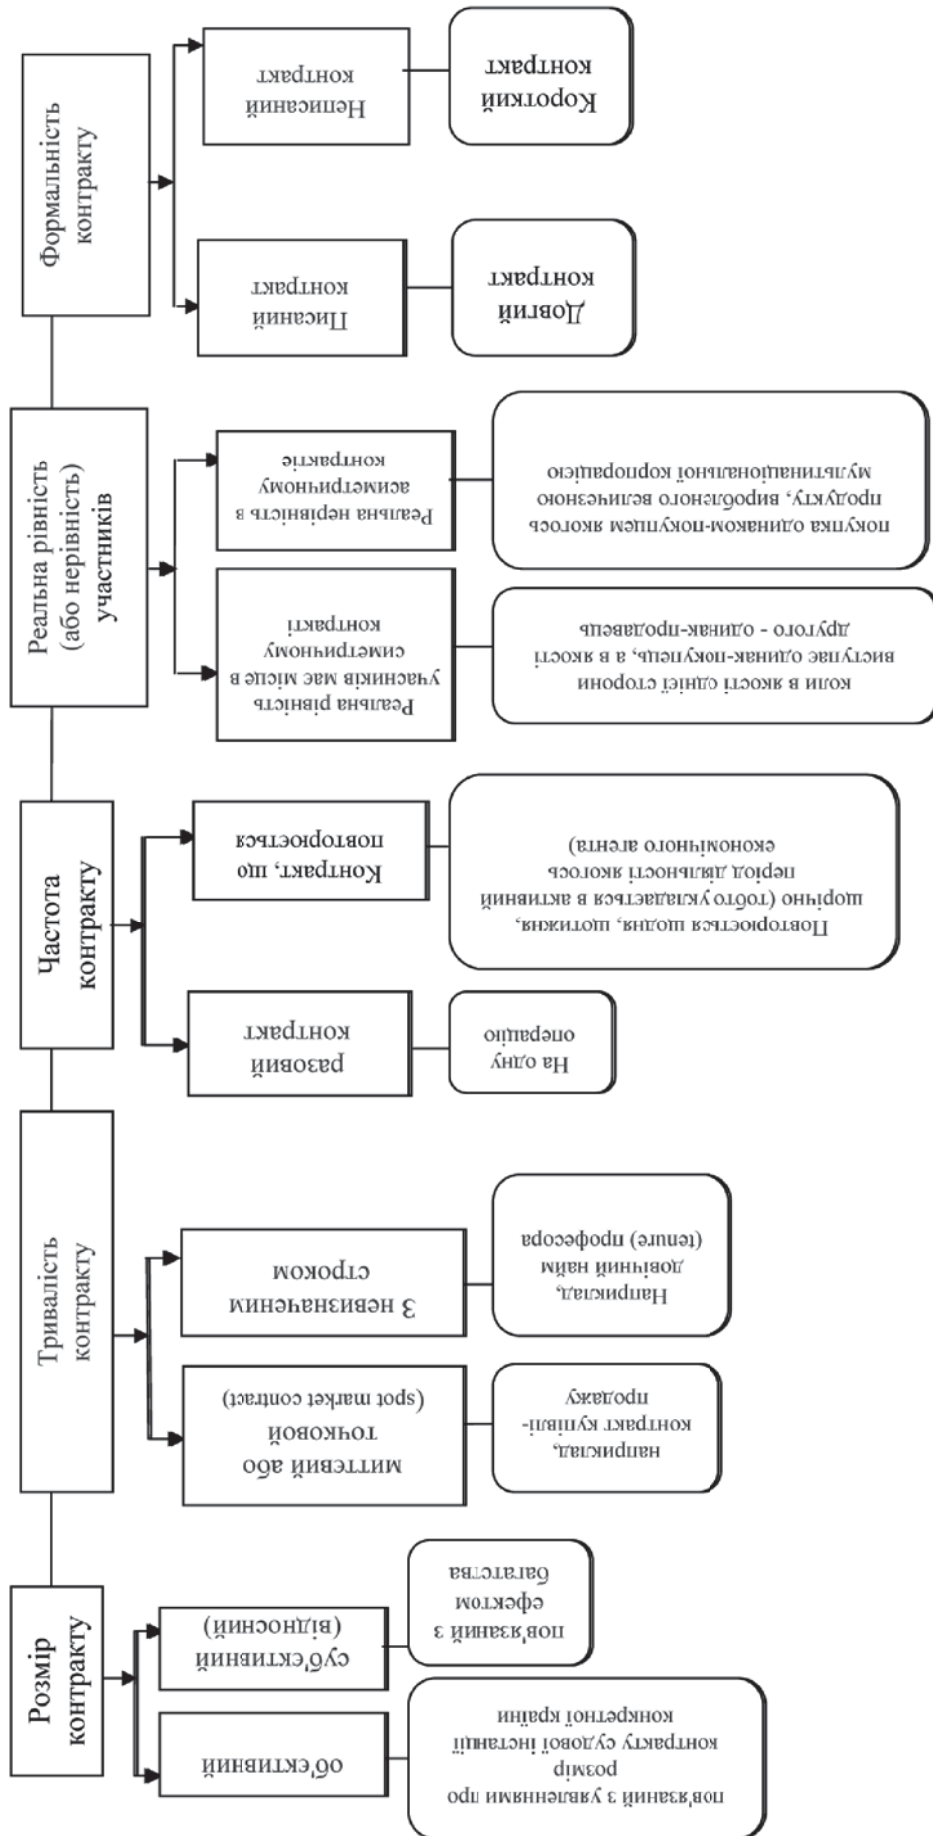 Розмір
контракту
об'єктивний
пов'язаний з уявленнями про
розмір
контракту судової інстанції
конкретної країни
суб'єктивний
(відносний)
пов'язаний з
ефектом
багатства
Тривалість
контракту
миттєвий або
точковой
(spot market contract)
наприклад,
контракт купівлі-
продажу
З невизначеним
строком
Наприклад,
довічний найм
(tenure) професора
Частота
контракту
разовий
контракт
На одну
операцію
Контракт, що
повторюється
Повторюється щодня, щотижня,
щорічно (тобто укладається в активний
період діяльності якогось
економічного агента)
Реальна рівність
(або нерівність)
участників
Реальна рівність
учасників має місце в
симетричному
контракті
коли в якості однієї сторони
виступає одинак-покупець, а в якості
другого - одинак-продавець
Реальна нерівність в
асиметричному
контрактіє
покупка одинаком-покупцем якогось
продукту, виробленого величезною
мультинаціональної корпорацією
Формальність
контракту
Писаний
контракт
Довгий
контракт
Неписаний
контракт
Короткий
контракт